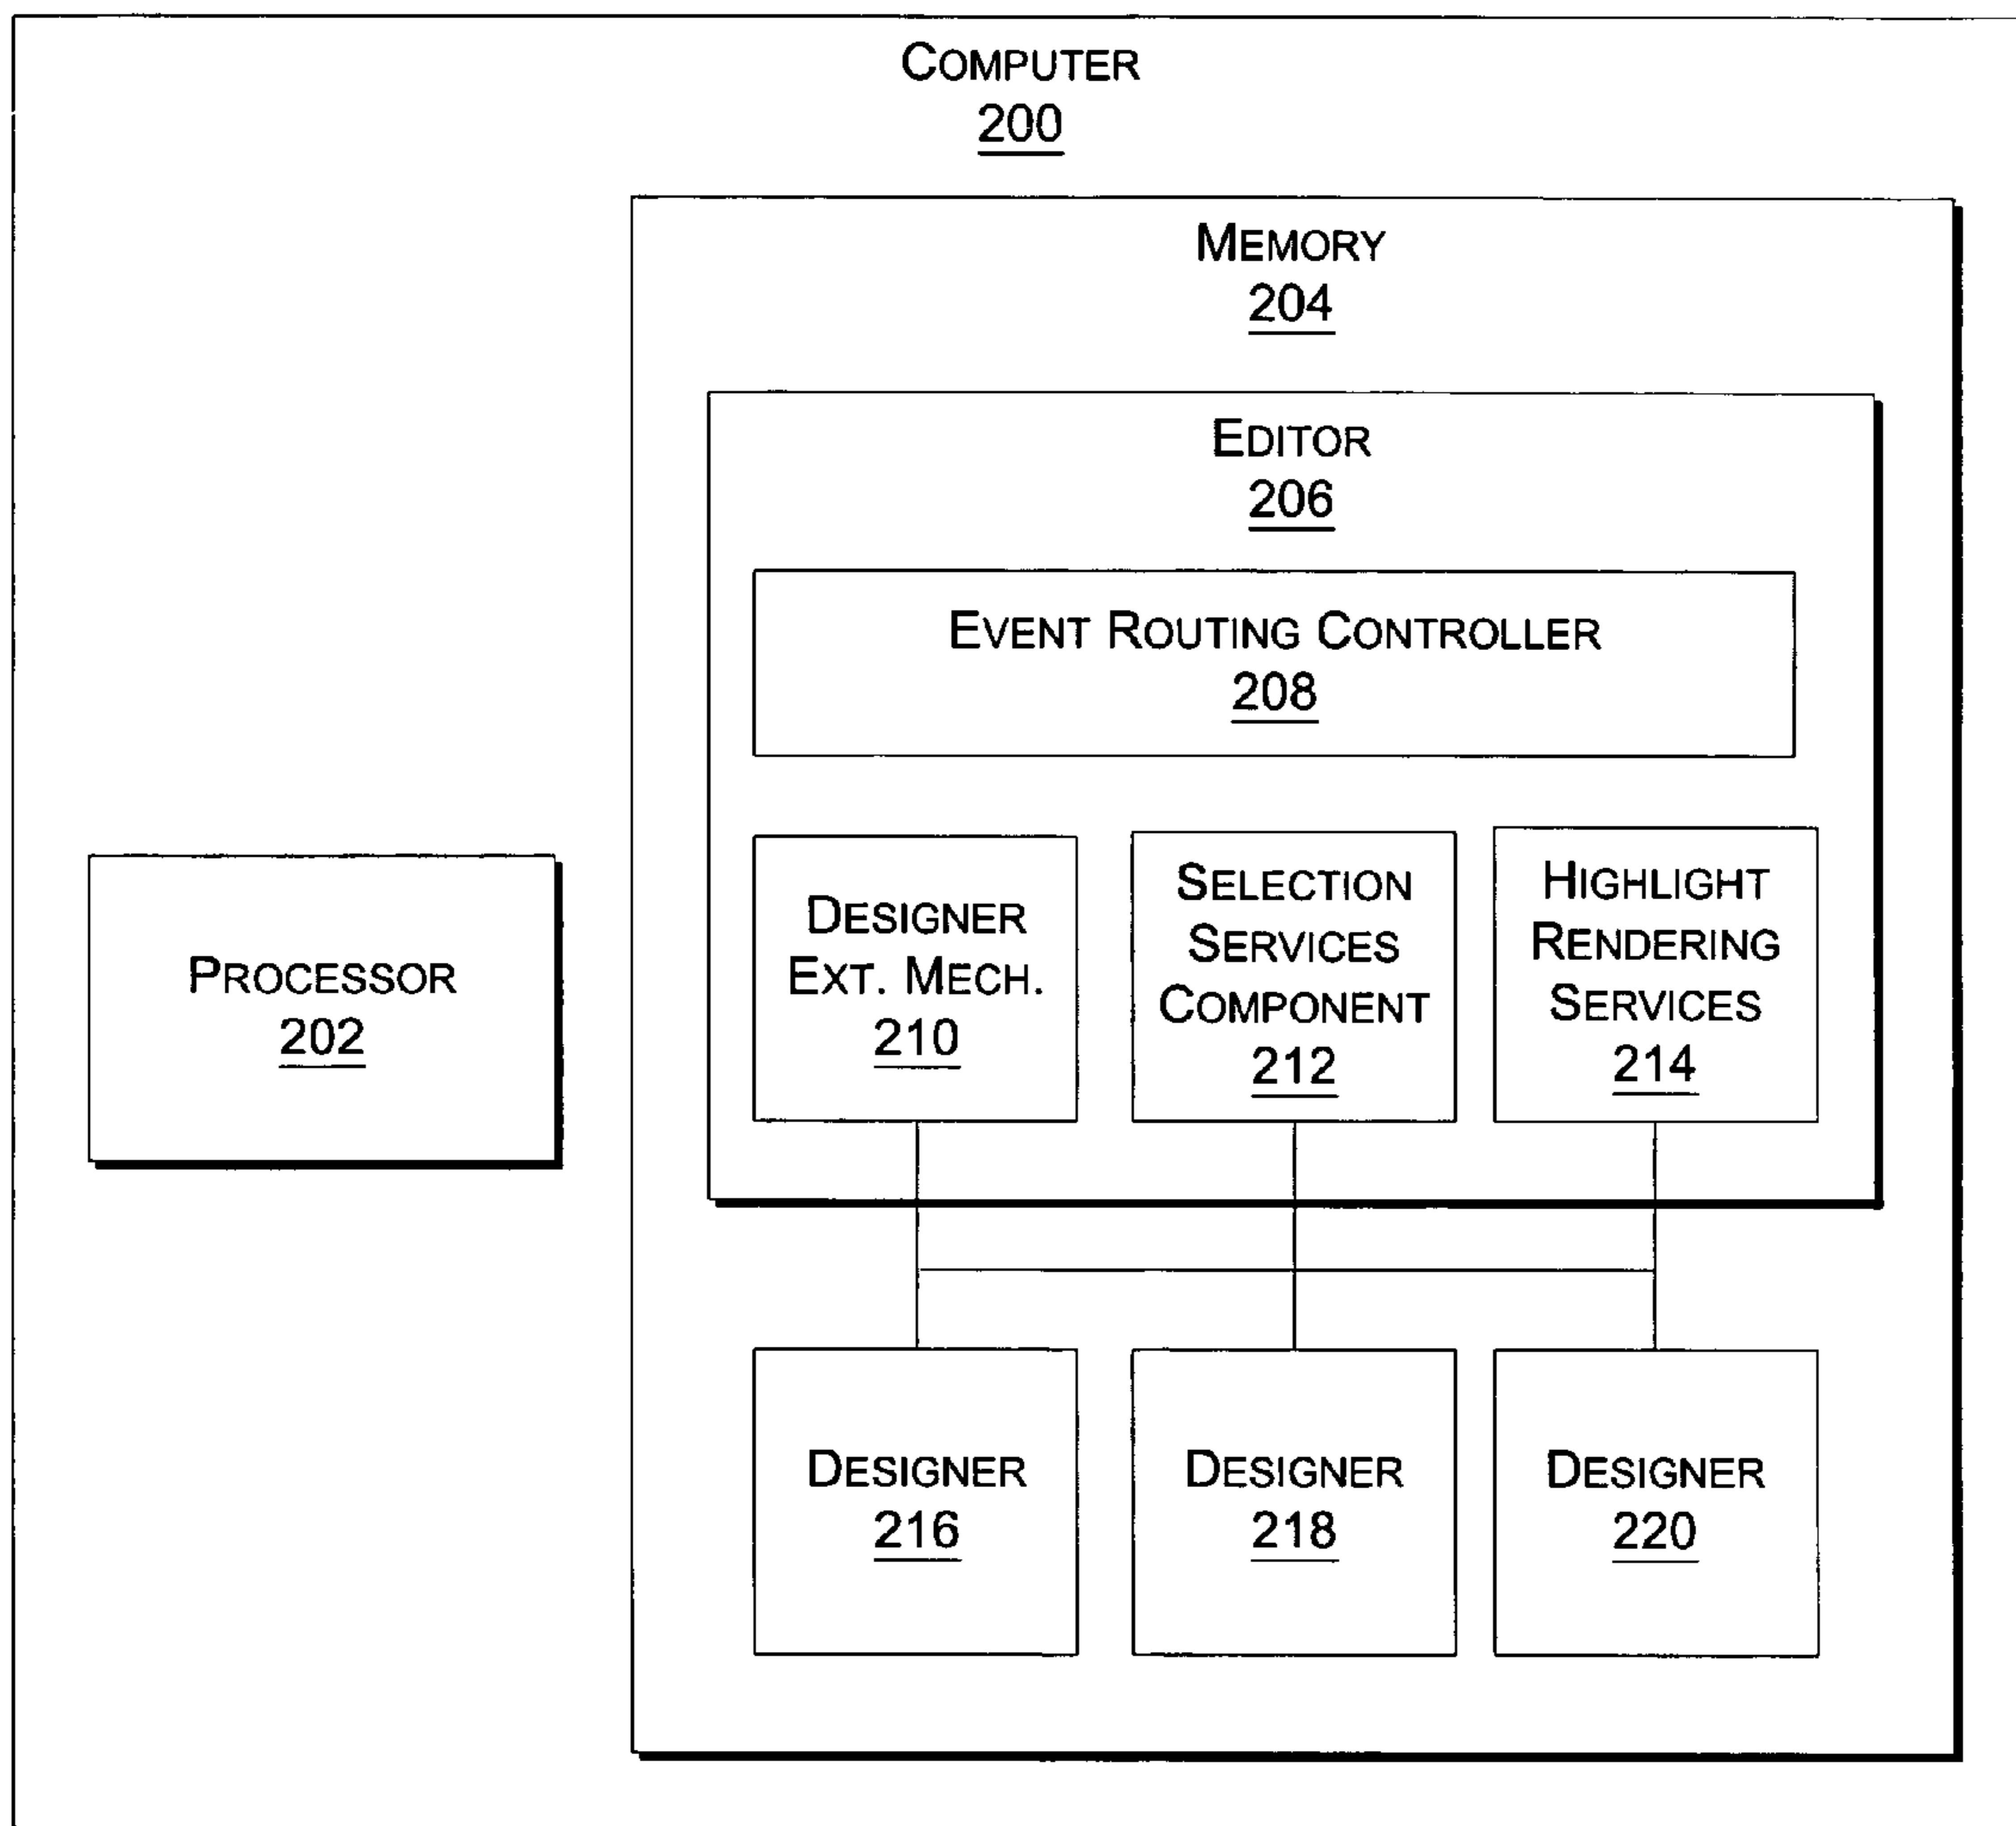 COMPUTER
200
MEMORY
204
EDITOR
206
EVENT ROUTING CONTROLLER
208
PROCESSOR
202
DESIGNER
EXT. MECH.
210
SELECTION
SERVICES
COMPONENT
212
HIGHLIGHT
RENDERING
SERVICES
214
DESIGNER
216
DESIGNER
218
DESIGNER
220